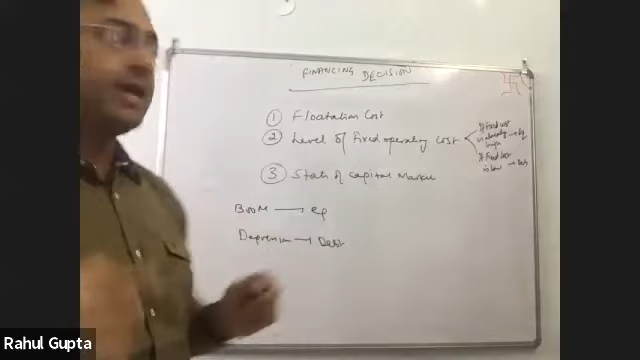 FINANCING DECISION
① Floatation Cost
② Level of fixed operating cost
If Fixed cost
is already → Eq
high
If Fixed Cost
is low → Debt
③ State of Capital Market
BOOM → Eq
Depression → Debt
Rahul Gupta